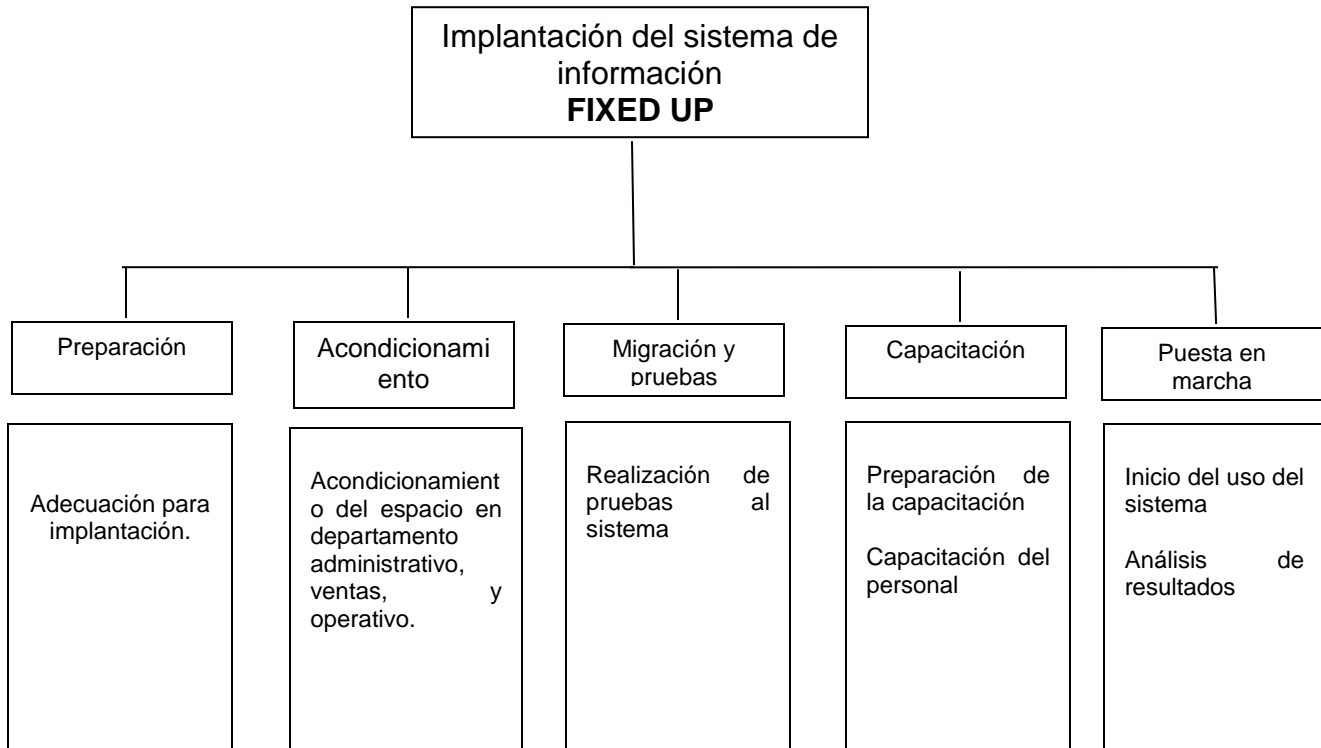 Implantación del sistema de
información
FIXED UP
Preparación
Acondicionami
ento
Migración y
pruebas
Capacitación
Puesta en
marcha
Adecuación para
implantación.
Acondicionamient
o del espacio en
departamento
administrativo,
ventas, y
operativo.
Realización de
pruebas al
sistema
Preparación de
la capacitación
Capacitación del
personal
Inicio del uso del
sistema
Análisis de
resultados